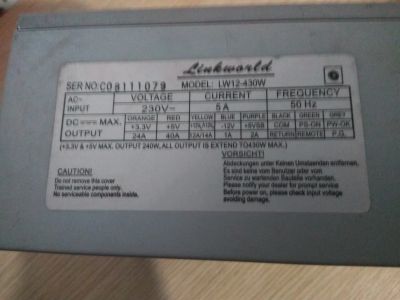 Linkworld
SER NO: C08111079 MODEL: LW12-430W
AC~ INPUT VOLTAGE CURRENT FREQUENCY
230V~ 5 A 50 Hz
DC MAX. OUTPUT ORANGE RED YELLOW BLUE PURPLE BLACK GREEN GREY
+3.3V +5V -12V +5VSB COM PS-ON PW-OK
24A 40A 22A/14A 1A 2A RETURN REMOTE P.G.
(+3.3V & +5V MAX. OUTPUT 240W, ALL OUTPUT IS EXTEND TO430W MAX.)
CAUTION!
Do not remove this cover
Trained service people only.
No serviceable components inside.
VORSICHT!
Abdeckungen unter Keinen Umstaenden entfernen.
Es sind keine vom Benutzer oder vom
Service zu wartenden Bauteile vorhanden.
Please notify your dealer for prompt service
Before power on, please check input voltage
avoiding damage.